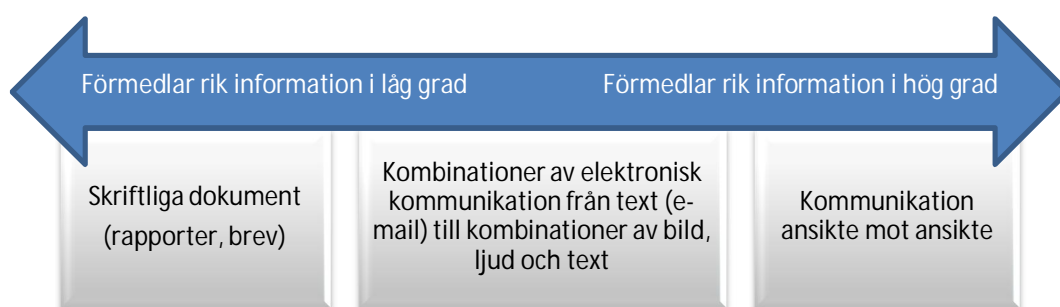 Förmedlar rik information i låg grad
Förmedlar rik information i hög grad
Skriftliga dokument
(rapporter, brev)
Kombinationer av elektronisk
kommunikation från text (e-
mail) till kombinationer av bild,
ljud och text
Kommunikation
ansikte mot ansikte